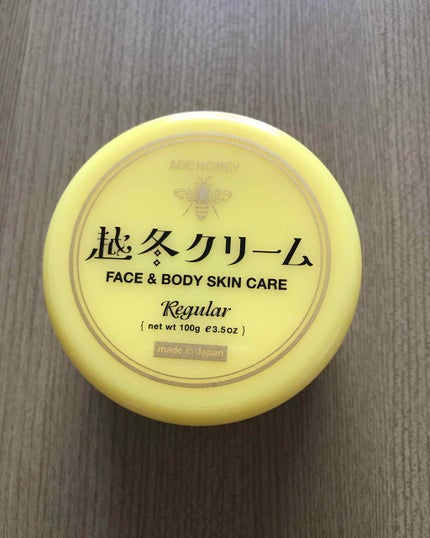 BEE HONEY
越冬クリーム
FACE & BODY SKIN CARE
Regular
{ net wt 100g ℮3.5oz }
made in Japan